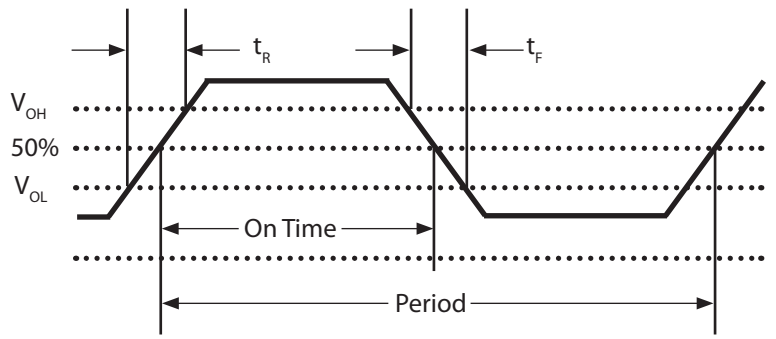 t_R
t_F
V_OH
50%
V_OL
On Time
Period